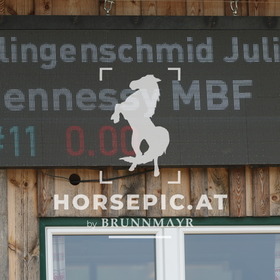 lingenschmid Juli
ennessy MBF
#11 0.00
HORSEPIC.AT
by BRUNNMAYR